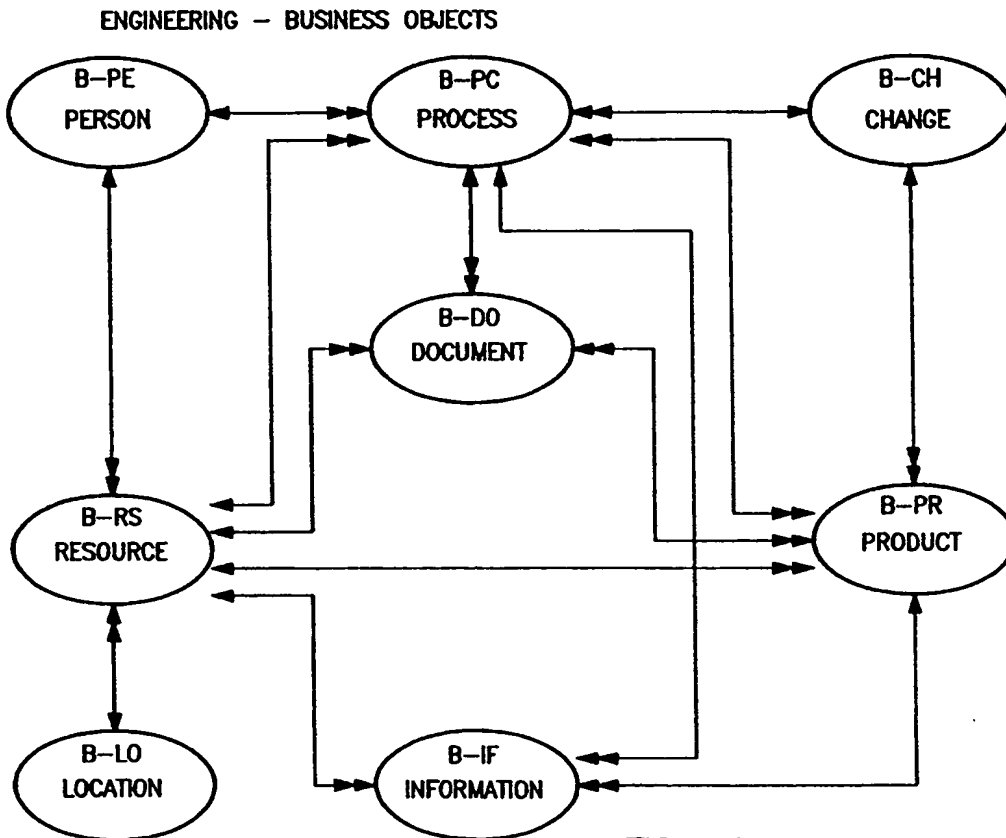 ENGINEERING – BUSINESS OBJECTS
B–PE
PERSON
B–PC
PROCESS
B–CH
CHANGE
B–DO
DOCUMENT
B–RS
RESOURCE
B–PR
PRODUCT
B–LO
LOCATION
B–IF
INFORMATION